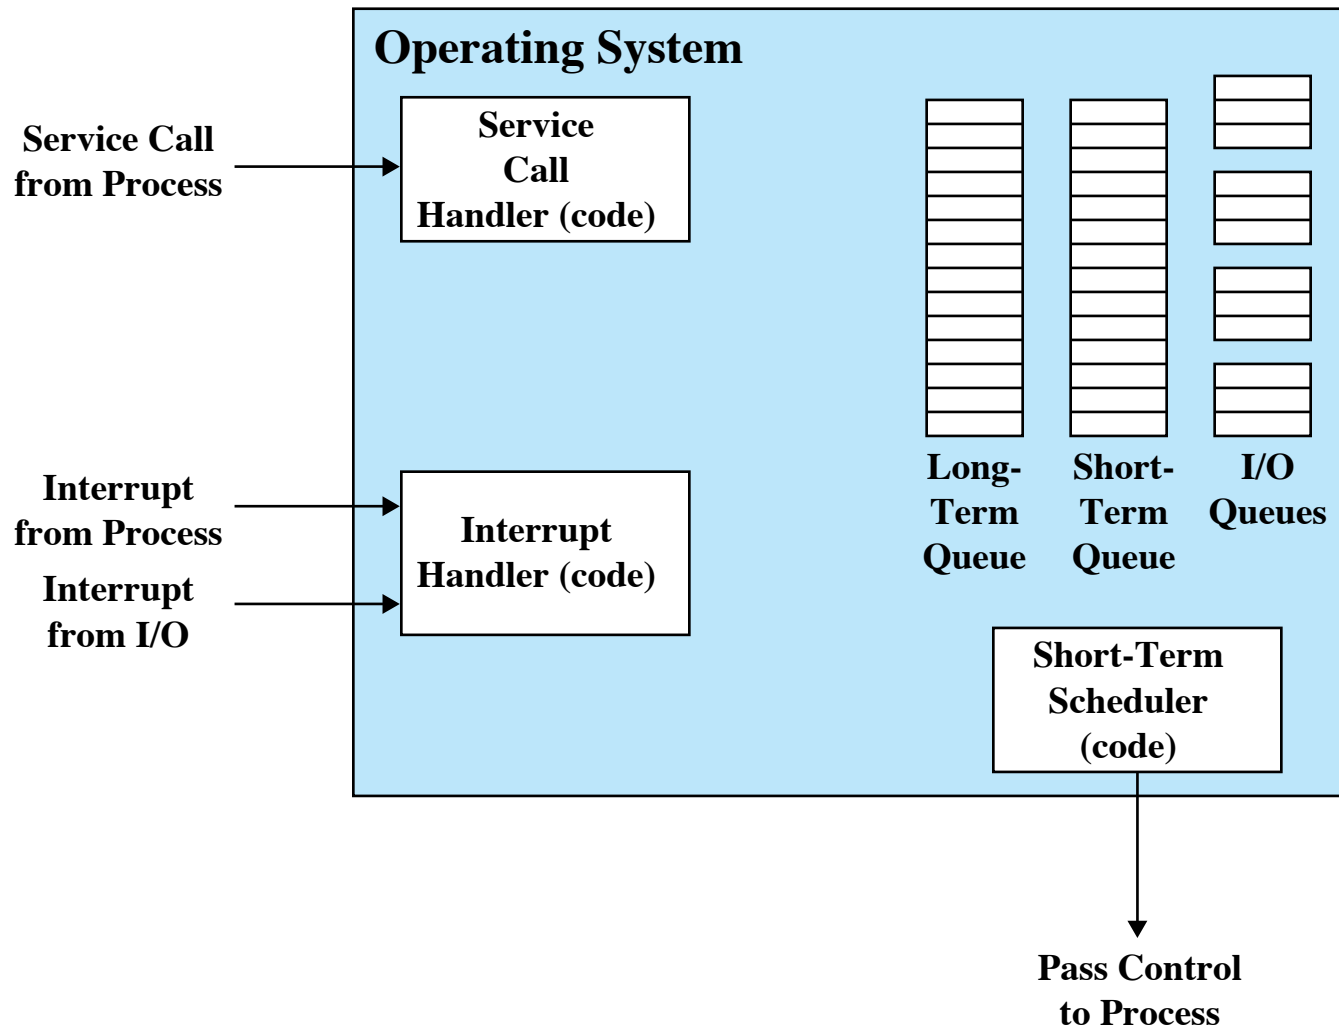 Operating System
Service Call
from Process
Service
Call
Handler (code)
Interrupt
from Process
Interrupt
from I/O
Interrupt
Handler (code)
Long-
Term
Queue
Short-
Term
Queue
I/O
Queues
Short-Term
Scheduler
(code)
Pass Control
to Process